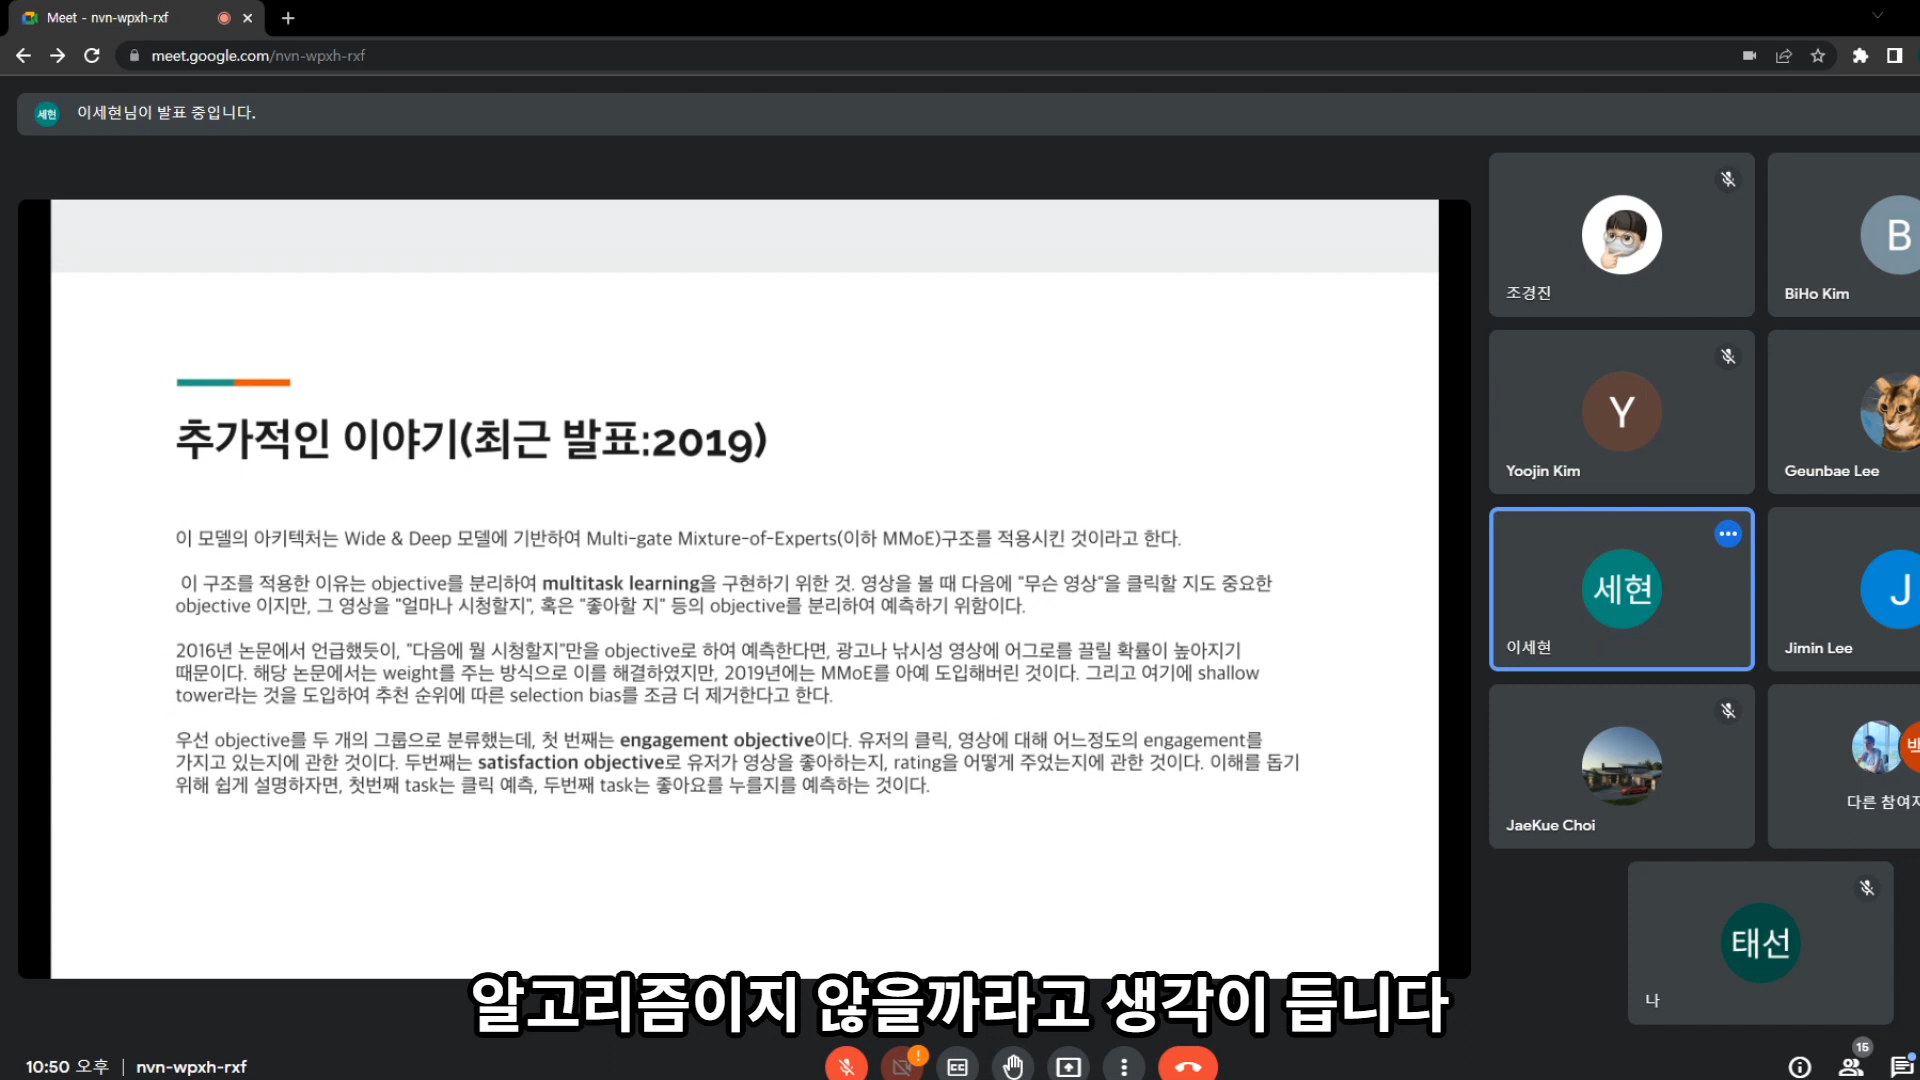 Meet - nvn-wpxh-rxf
meet.google.com/nvn-wpxh-rxf
세현 이세현님이 발표 중입니다.
추가적인 이야기(최근 발표:2019)
이 모델의 아키텍처는 Wide & Deep 모델에 기반하여 Multi-gate Mixture-of-Experts(이하 MMoE)구조를 적용시킨 것이라고 한다.
이 구조를 적용한 이유는 objective를 분리하여 multitask learning을 구현하기 위한 것. 영상을 볼 때 다음에 "무슨 영상"을 클릭할 지도 중요한
objective 이지만, 그 영상을 "얼마나 시청할지", 혹은 "좋아할 지" 등의 objective를 분리하여 예측하기 위함이다.
2016년 논문에서 언급했듯이, "다음에 뭘 시청할지"만을 objective로 하여 예측한다면, 광고나 낚시성 영상에 어그로를 끌릴 확률이 높아지기
때문이다. 해당 논문에서는 weight를 주는 방식으로 이를 해결하였지만, 2019년에는 MMoE를 아예 도입해버린 것이다. 그리고 여기에 shallow
tower라는 것을 도입하여 추천 순위에 따른 selection bias를 조금 더 제거한다고 한다.
우선 objective를 두 개의 그룹으로 분류했는데, 첫 번째는 engagement objective이다. 유저의 클릭, 영상에 대해 어느정도의 engagement를
가지고 있는지에 관한 것이다. 두번째는 satisfaction objective로 유저가 영상을 좋아하는지, rating을 어떻게 주었는지에 관한 것이다. 이해를 돕기
위해 쉽게 설명하자면, 첫번째 task는 클릭 예측, 두번째 task는 좋아요를 누를지를 예측하는 것이다.
조경진
B
BiHo Kim
Y
Yoojin Kim
Geunbae Lee
세현
이세현
J
Jimin Lee
JaeKue Choi
다른 참여
태선
나
알고리즘이지 않을까라고 생각이 듭니다
10:50 오후 | nvn-wpxh-rxf
CC
15